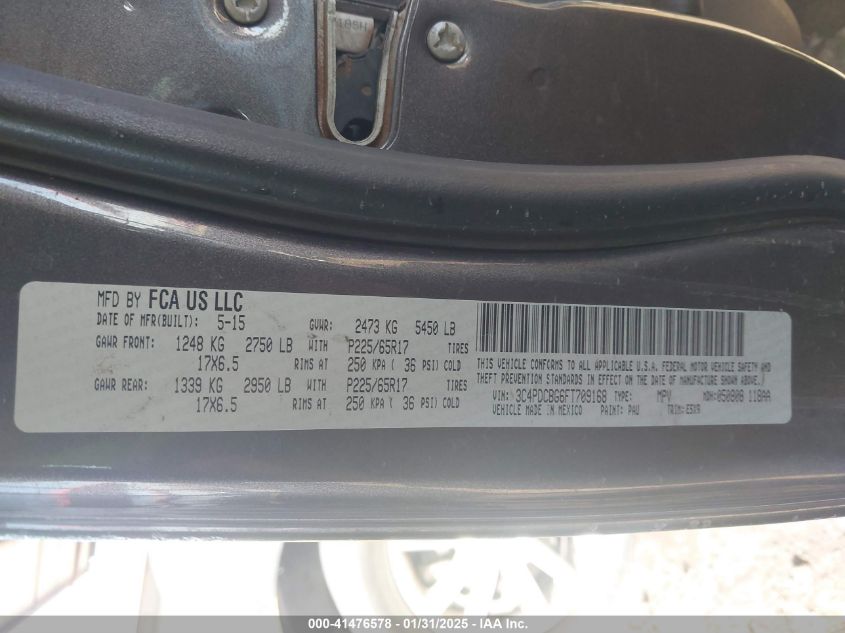 MFD BY FCA US LLC
DATE OF MFR(BUILT): 5-15 GVWR: 2473 KG 5450 LB
GAWR FRONT: 1248 KG 2750 LB WITH P225/65R17 TIRES
17X6.5 RIMS AT 250 KPA ( 36 PSI) COLD
GAWR REAR: 1339 KG 2950 LB WITH P225/65R17 TIRES
17X6.5 RIMS AT 250 KPA ( 36 PSI) COLD
THIS VEHICLE CONFORMS TO ALL APPLICABLE U.S.A. FEDERAL MOTOR VEHICLE SAFETY AND
THEFT PREVENTION STANDARDS IN EFFECT ON THE DATE OF MANUFACTURE SHOWN ABOVE.
VIN: 3C4PDCBG6FT709168 TYPE: MPV MDH:050808 118AA
VEHICLE MADE IN MEXICO PAINT: PAU TRIM:
000-41476578 - 01/31/2025 - IAA Inc.